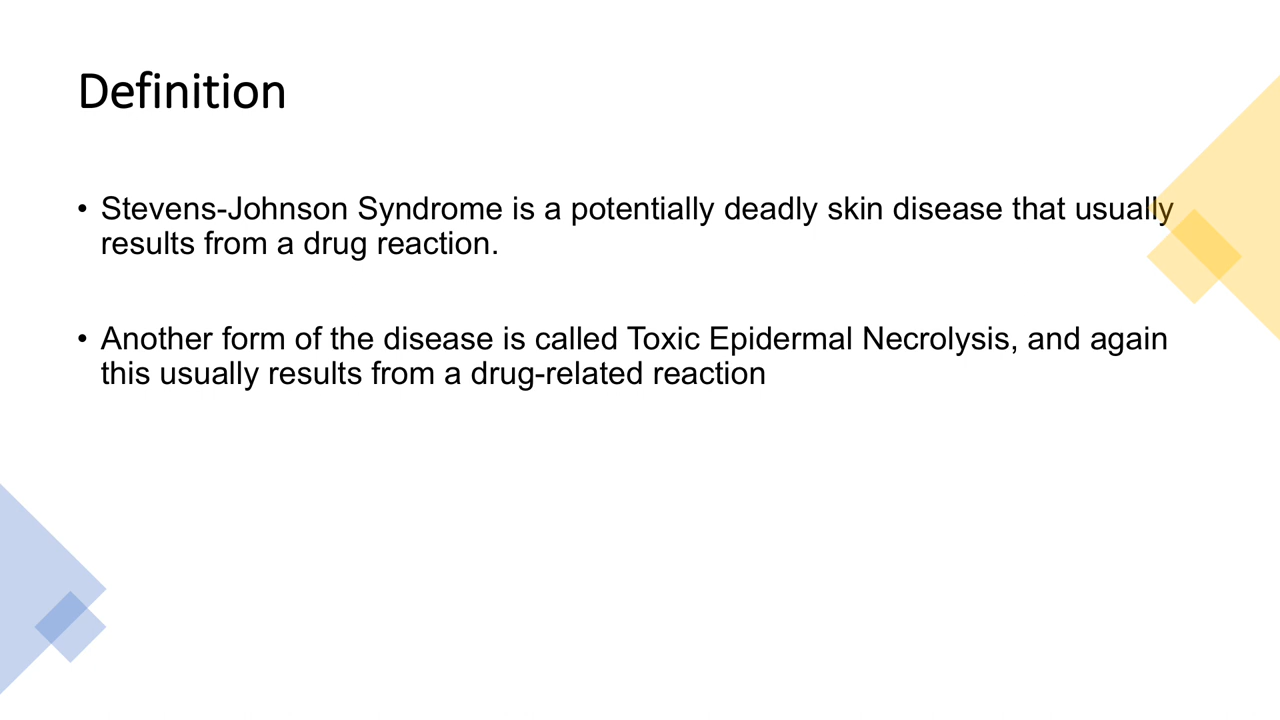 Definition
• Stevens-Johnson Syndrome is a potentially deadly skin disease that usually
results from a drug reaction.
• Another form of the disease is called Toxic Epidermal Necrolysis, and again
this usually results from a drug-related reaction